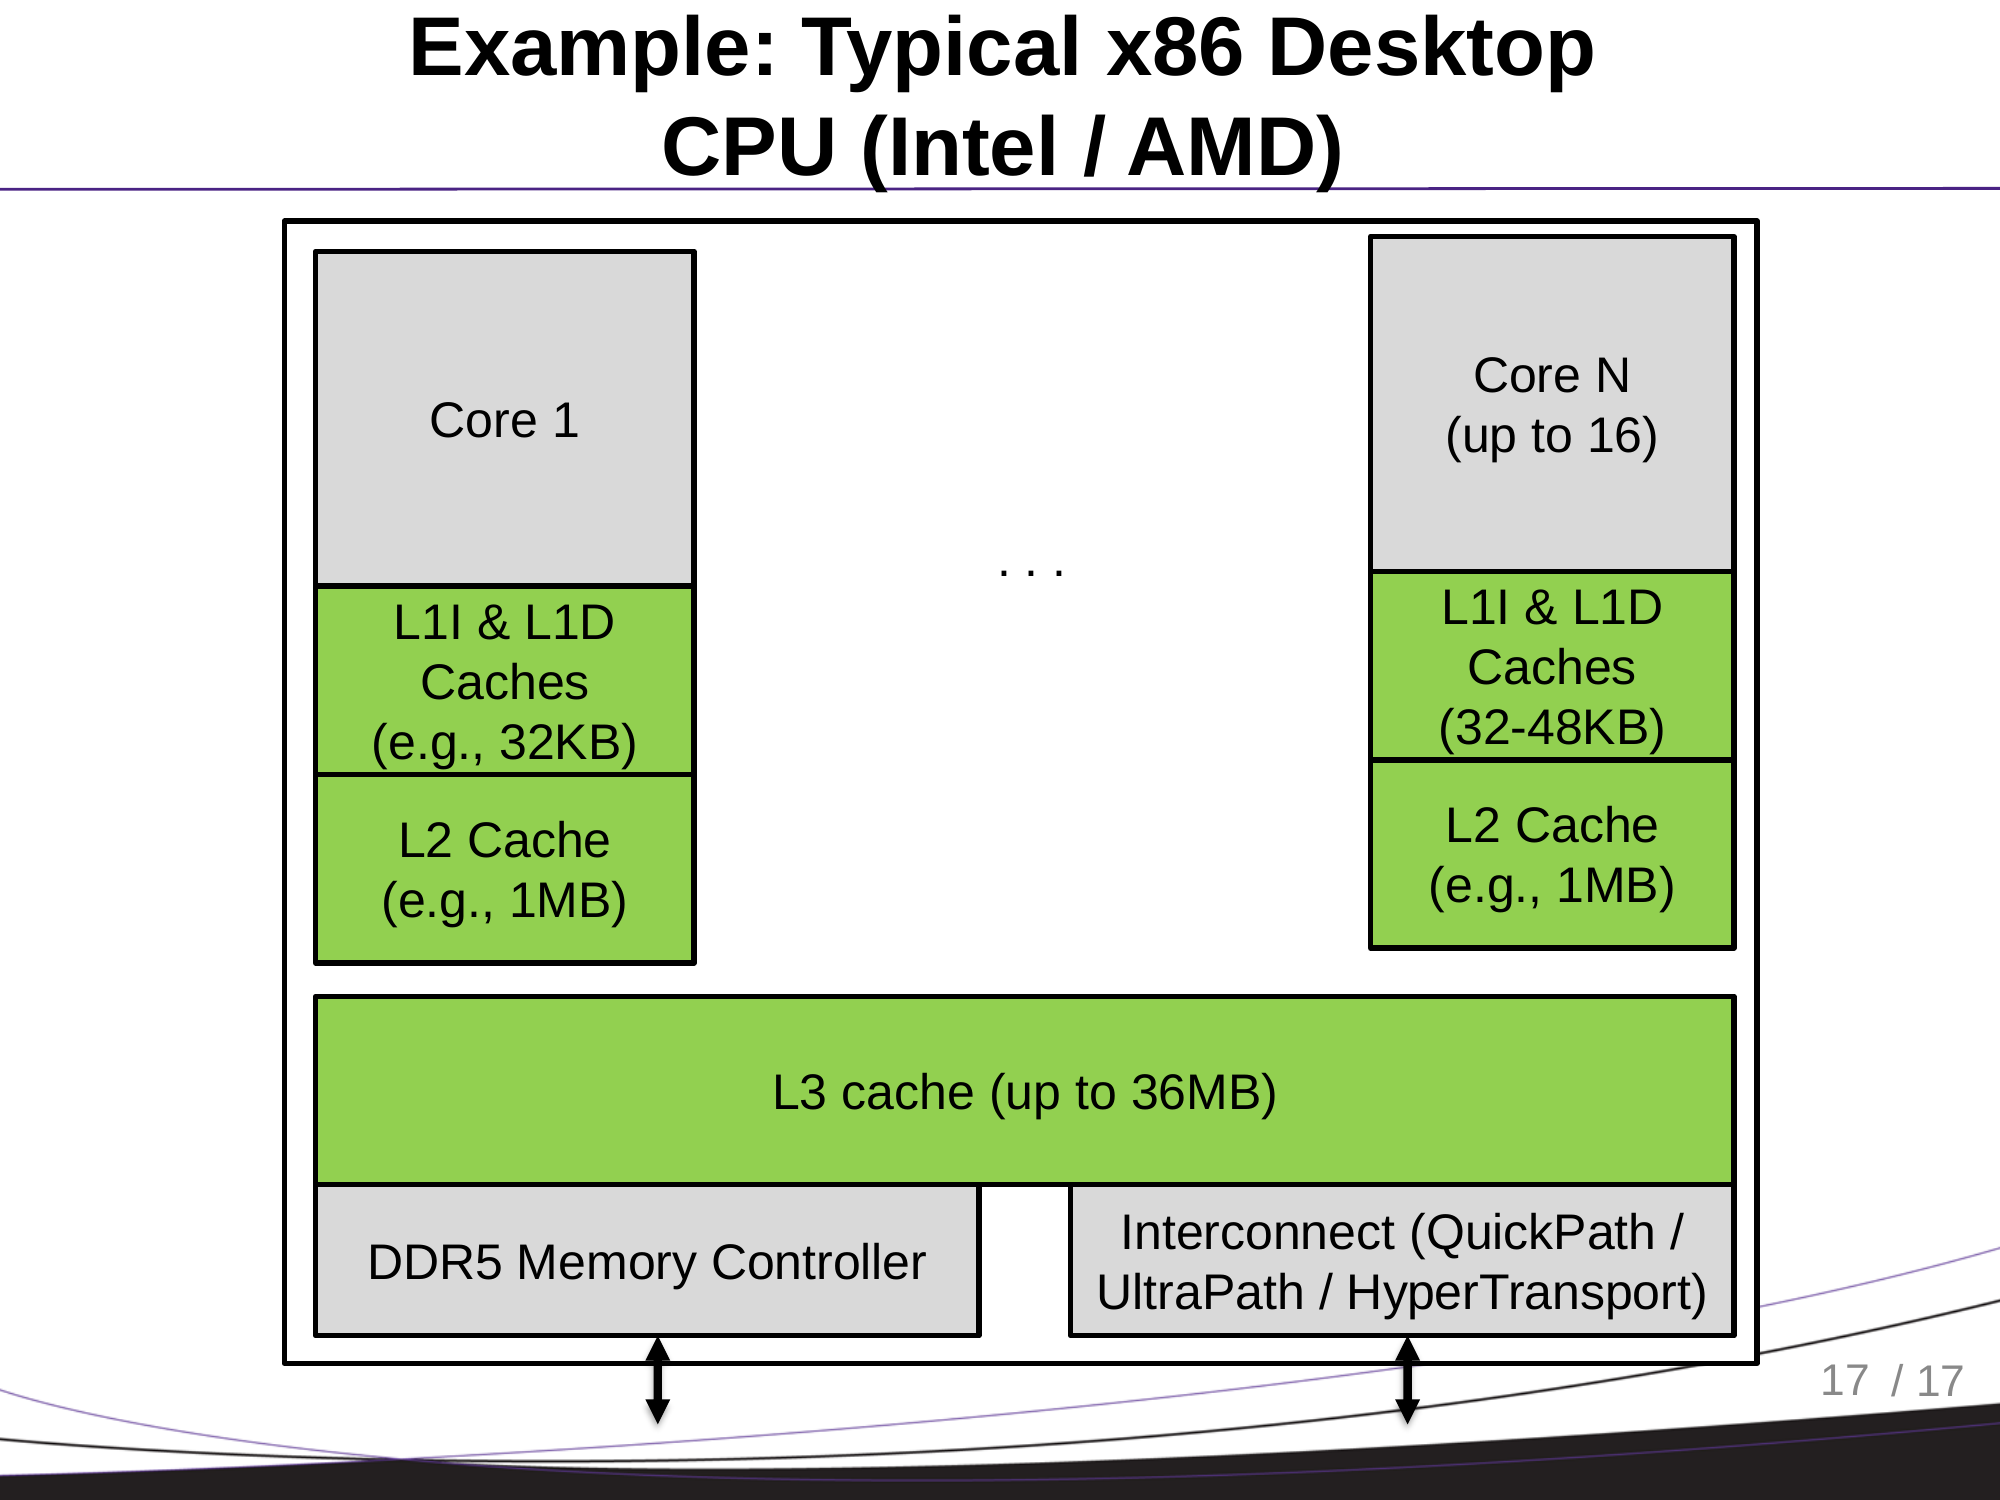 Example: Typical x86 Desktop
CPU (Intel / AMD)
Core 1
L1I & L1D
Caches
(e.g., 32KB)
L2 Cache
(e.g., 1MB)
. . .
Core N
(up to 16)
L1I & L1D
Caches
(32-48KB)
L2 Cache
(e.g., 1MB)
L3 cache (up to 36MB)
DDR5 Memory Controller
Interconnect (QuickPath /
UltraPath / HyperTransport)
17 / 17